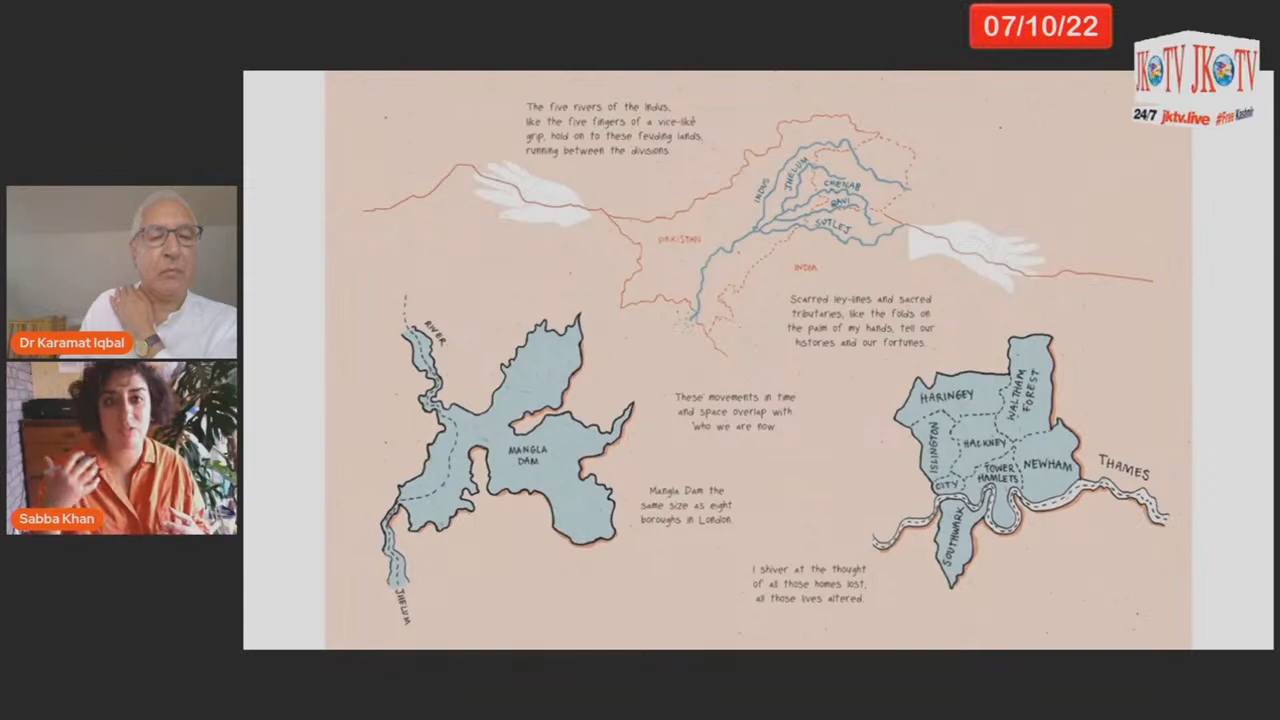 07/10/22
JK TV JK TV
24/7 jktv.live #Free Kashmir
The five rivers of the Indus,
like the five fingers of a vice-like
grip, hold on to these feuding lands,
running between the divisions.
INDUS
JHELUM
CHENAB
RAVI
SUTLEJ
PAKISTAN
INDIA
Scarred ley-lines and sacred
tributaries, like the folds on
the palm of my hands, tell our
histories and our fortunes.
RIVER
JHELUM
MANGLA
DAM
These movements in time
and space overlap with
who we are now
Mangla Dam the
same size as eight
boroughs in London.
HARINGEY
WALTHAM
FOREST
ISLINGTON
HACKNEY
CITY
TOWER
HAMLETS
NEWHAM
THAMES
SOUTHWARK
I shiver at the thought
of all those homes lost,
all those lives altered.
Dr Karamat Iqbal
Sabba Khan